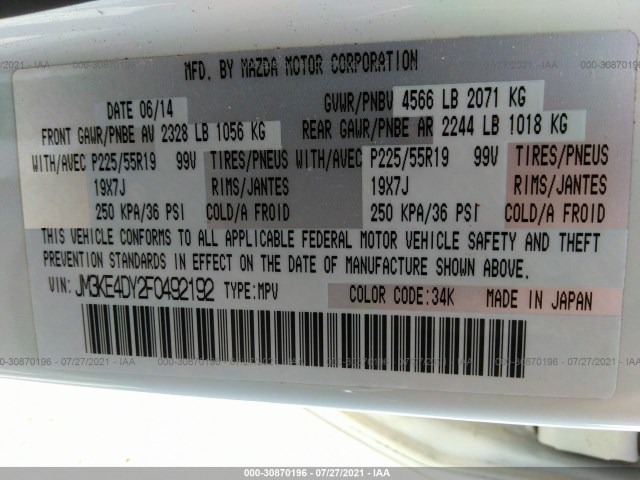 MFD. BY MAZDA MOTOR CORPORATION
DATE 06/14 GVWR/PNBV 4566 LB 2071 KG
FRONT GAWR/PNBE AV 2328 LB 1056 KG REAR GAWR/PNBE AR 2244 LB 1018 KG
WITH/AVEC P225/55R19 99V TIRES/PNEUS WITH/AVEC P225/55R19 99V TIRES/PNEUS
19X7J RIMS/JANTES 19X7J RIMS/JANTES
250 KPA/36 PSI COLD/A FROID 250 KPA/36 PSI COLD/A FROID
THIS VEHICLE CONFORMS TO ALL APPLICABLE FEDERAL MOTOR VEHICLE SAFETY AND THEFT
PREVENTION STANDARDS IN EFFECT ON THE DATE OF MANUFACTURE SHOWN ABOVE.
VIN: JM3KE4DY2F0492192 TYPE:MPV COLOR CODE:34K MADE IN JAPAN
000-30870196 - 07/27/2021 - IAA